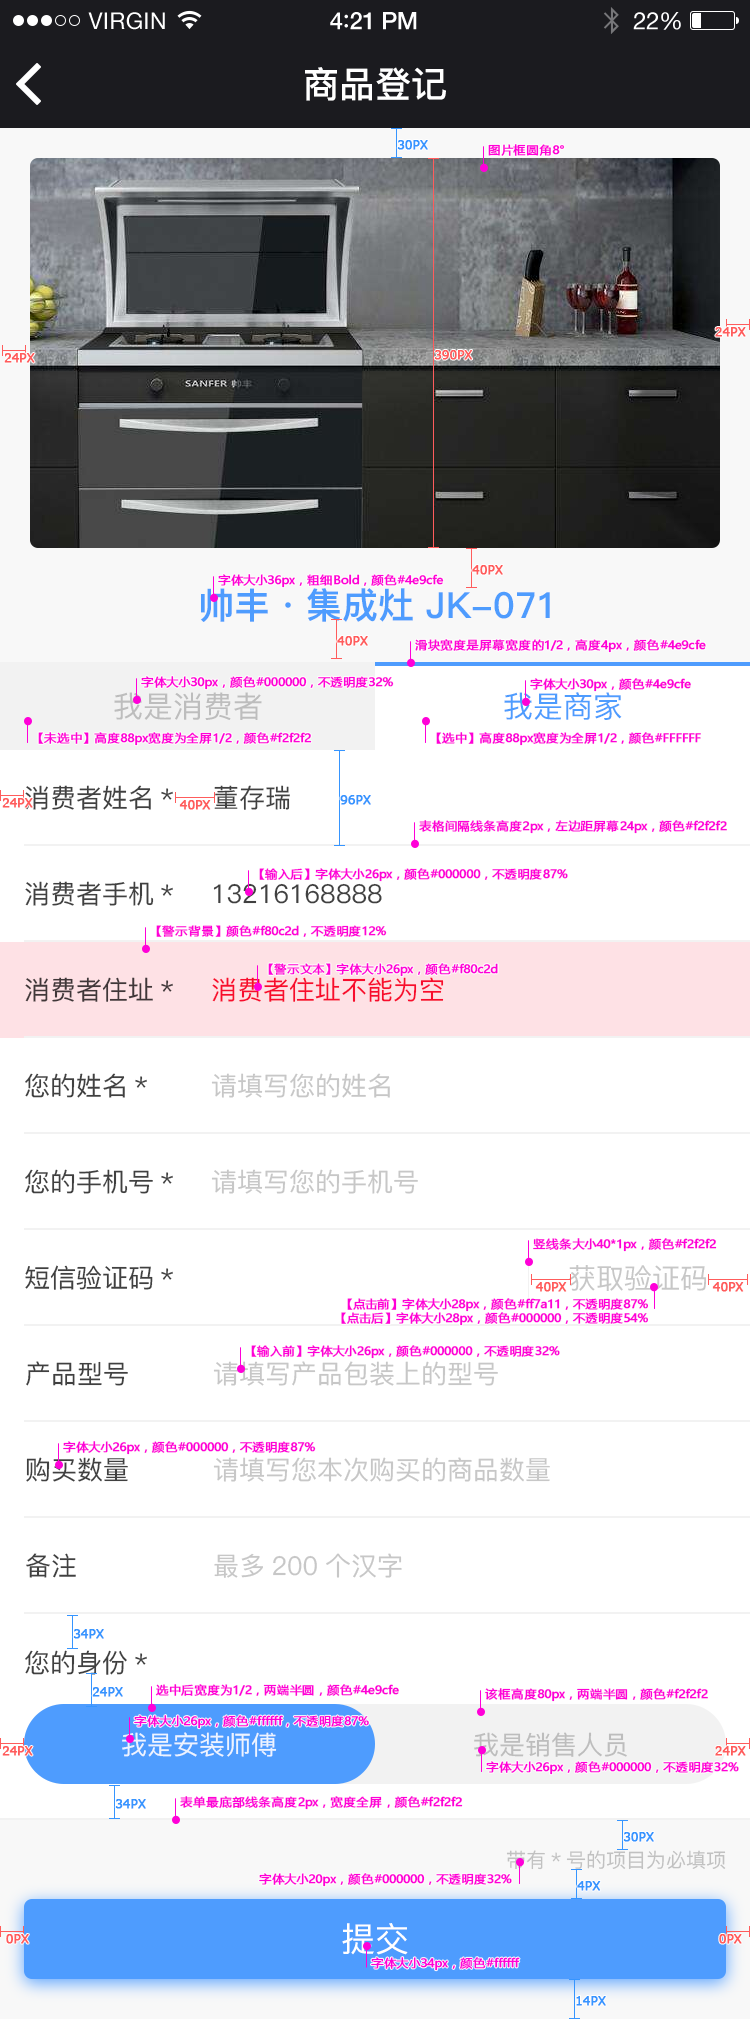 VIRGIN 4:21 PM 22%
商品登记
30PX
图片框圆角8°
SANFER 帅丰
24PX
24PX
390PX
40PX
字体大小36px，粗细Bold，颜色#4e9cfe
帅丰 · 集成灶 JK-071
40PX
滑块宽度是屏幕宽度的1/2，高度4px，颜色#4e9cfe
字体大小30px，颜色#000000，不透明度32%
字体大小30px，颜色#4e9cfe
我是消费者
我是商家
【未选中】高度88px宽度为全屏1/2，颜色#f2f2f2
【选中】高度88px宽度为全屏1/2，颜色#FFFFFF
24PX
消费者姓名 *
40PX
董存瑞
96PX
表格间隔线条高度2px，左边距屏幕24px，颜色#f2f2f2
【输入后】字体大小26px，颜色#000000，不透明度87%
消费者手机 * 13216168888
【警示背景】颜色#f80c2d，不透明度12%
【警示文本】字体大小26px，颜色#f80c2d
消费者住址 * 消费者住址不能为空
您的姓名 * 请填写您的姓名
您的手机号 * 请填写您的手机号
竖线条大小40*1px，颜色#f2f2f2
短信验证码 *
40PX
获取验证码
40PX
【点击前】字体大小28px，颜色#ff7a11，不透明度87%
【点击后】字体大小28px，颜色#000000，不透明度54%
【输入前】字体大小26px，颜色#000000，不透明度32%
产品型号 请填写产品包装上的型号
字体大小26px，颜色#000000，不透明度87%
购买数量 请填写您本次购买的商品数量
备注 最多 200 个汉字
34PX
您的身份 *
24PX
选中后宽度为1/2，两端半圆，颜色#4e9cfe
该框高度80px，两端半圆，颜色#f2f2f2
字体大小26px，颜色#ffffff，不透明度87%
24PX
我是安装师傅
我是销售人员
24PX
字体大小26px，颜色#000000，不透明度32%
34PX
表单最底部线条高度2px，宽度全屏，颜色#f2f2f2
30PX
带有 * 号的项目为必填项
字体大小20px，颜色#000000，不透明度32%
4PX
0PX
提交
0PX
字体大小34px，颜色#ffffff
14PX